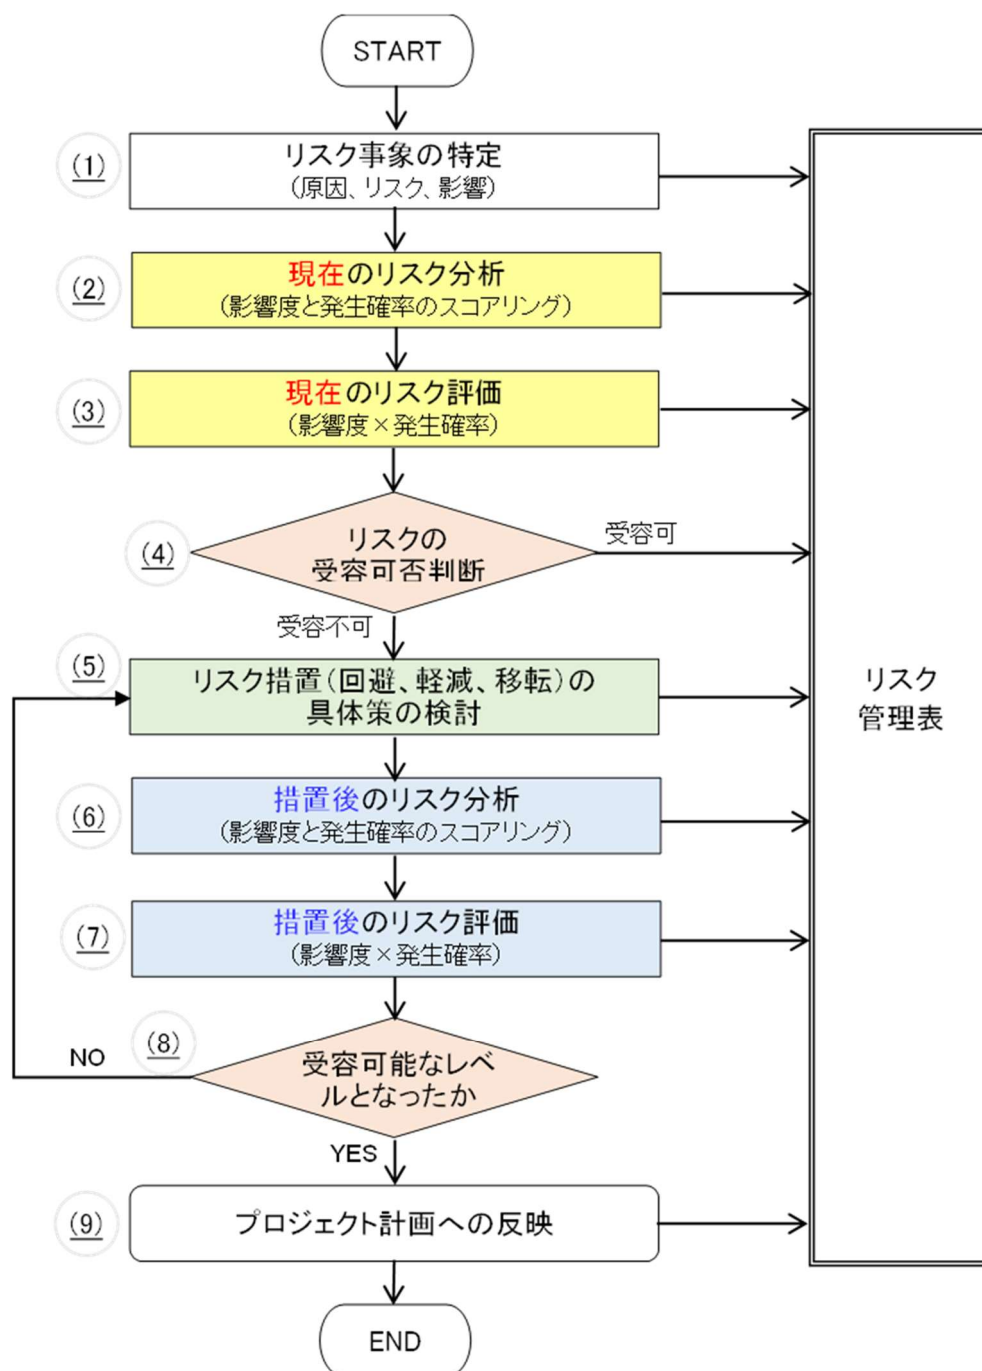 START
(1)
リスク事象の特定
(原因、リスク、影響)
(2)
現在のリスク分析
(影響度と発生確率のスコアリング)
(3)
現在のリスク評価
(影響度×発生確率)
(4)
リスクの
受容可否判断
受容可
受容不可
(5)
リスク措置(回避、軽減、移転)の
具体策の検討
リスク
管理表
(6)
措置後のリスク分析
(影響度と発生確率のスコアリング)
(7)
措置後のリスク評価
(影響度×発生確率)
(8)
NO
受容可能なレベ
ルとなったか
YES
(9)
プロジェクト計画への反映
END